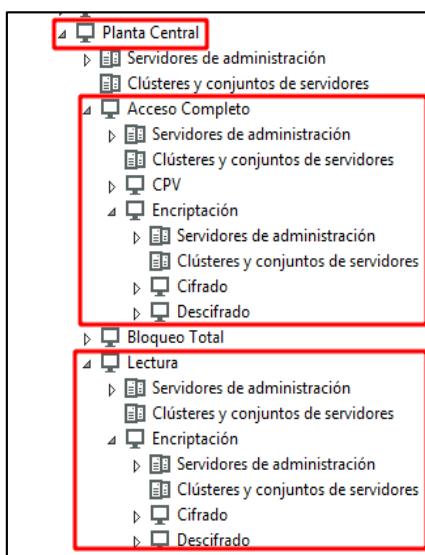 Planta Central
Servidores de administración
Clústeres y conjuntos de servidores
Acceso Completo
Servidores de administración
Clústeres y conjuntos de servidores
CPV
Encriptación
Servidores de administración
Clústeres y conjuntos de servidores
Cifrado
Descifrado
Bloqueo Total
Lectura
Servidores de administración
Clústeres y conjuntos de servidores
Encriptación
Servidores de administración
Clústeres y conjuntos de servidores
Cifrado
Descifrado